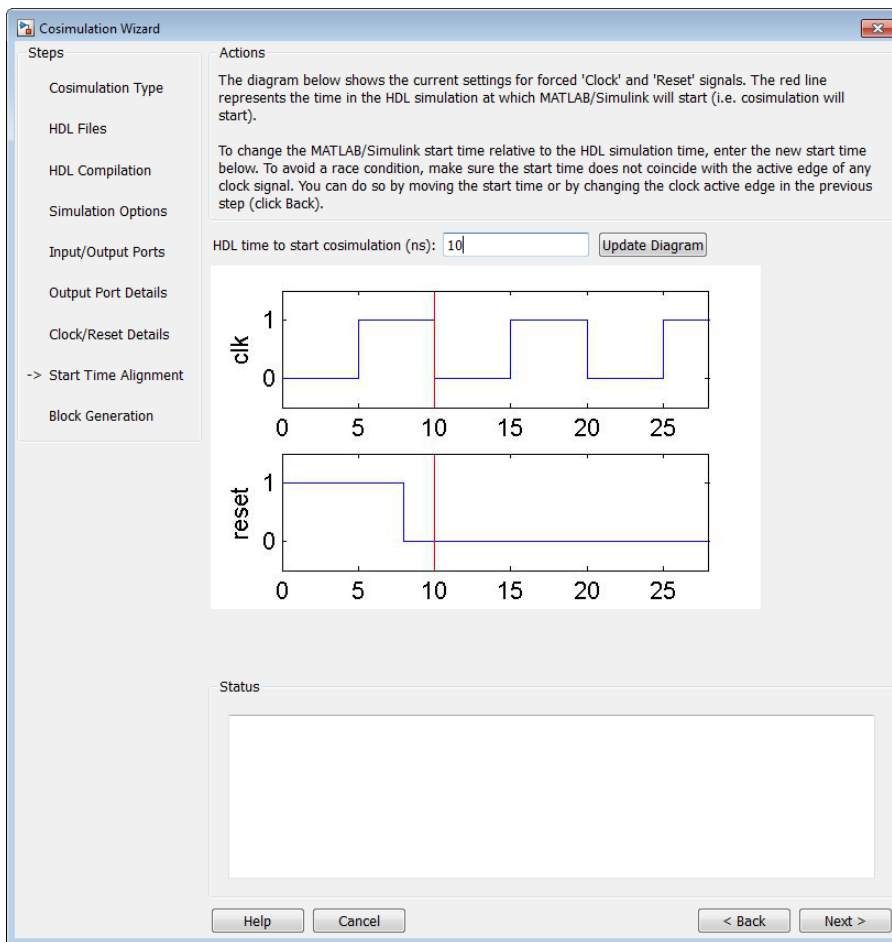 Cosimulation Wizard
Steps
Cosimulation Type
HDL Files
HDL Compilation
Simulation Options
Input/Output Ports
Output Port Details
Clock/Reset Details
-> Start Time Alignment
Block Generation
Actions
The diagram below shows the current settings for forced 'Clock' and 'Reset' signals. The red line
represents the time in the HDL simulation at which MATLAB/Simulink will start (i.e. cosimulation will
start).
To change the MATLAB/Simulink start time relative to the HDL simulation time, enter the new start time
below. To avoid a race condition, make sure the start time does not coincide with the active edge of any
clock signal. You can do so by moving the start time or by changing the clock active edge in the previous
step (click Back).
HDL time to start cosimulation (ns): 10 Update Diagram
clk
1
0
0 5 10 15 20 25
reset
1
0
0 5 10 15 20 25
Status
Help Cancel < Back Next >